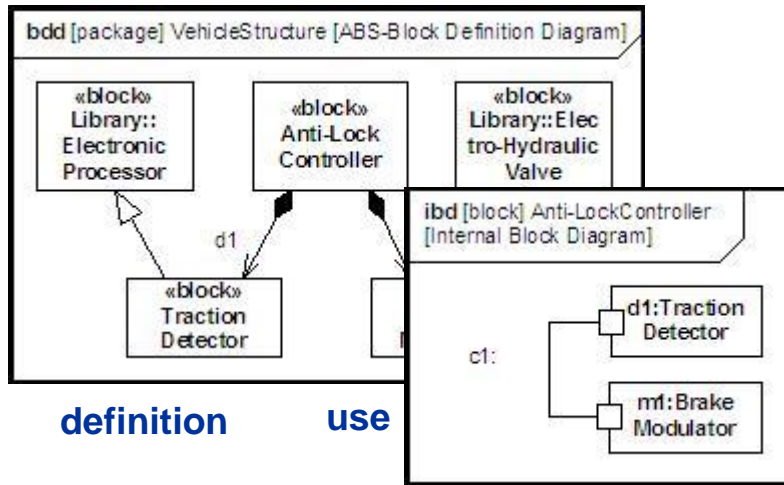 bdd [package] VehicleStructure [ABS-Block Definition Diagram]
«block»
Library::
Electronic
Processor
«block»
Anti-Lock
Controller
«block»
Library::Elec
tro-Hydraulic
Valve
d1
«block»
Traction
Detector
ibd [block] Anti-LockController
[Internal Block Diagram]
d1:Traction
Detector
c1:
m1:Brake
Modulator
definition
use